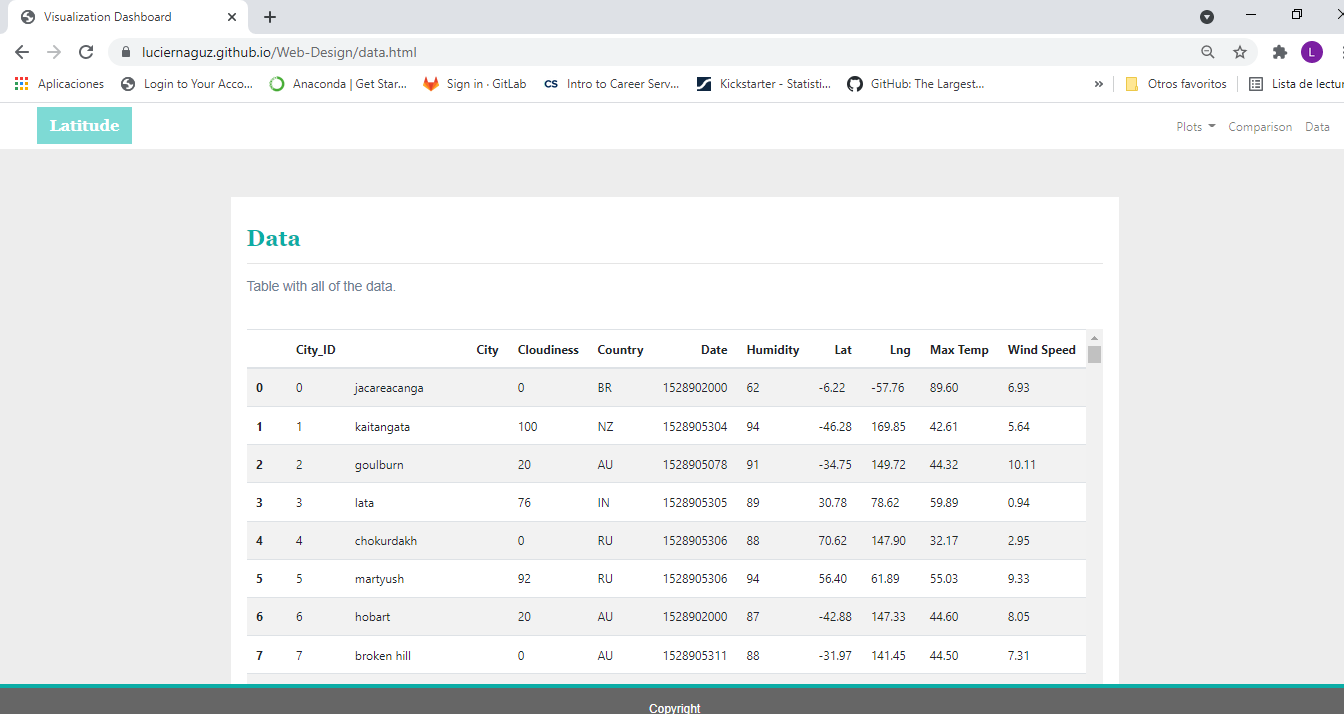 Visualization Dashboard
luciernaguz.github.io/Web-Design/data.html
L
Aplicaciones Login to Your Acco... Anaconda | Get Star... Sign in · GitLab CS Intro to Career Serv... Kickstarter - Statisti... GitHub: The Largest... » Otros favoritos Lista de lectur
Latitude Plots Comparison Data
Data
Table with all of the data.
City_ID City Cloudiness Country Date Humidity Lat Lng Max Temp Wind Speed
0 0 jacareacanga 0 BR 1528902000 62 -6.22 -57.76 89.60 6.93
1 1 kaitangata 100 NZ 1528905304 94 -46.28 169.85 42.61 5.64
2 2 goulburn 20 AU 1528905078 91 -34.75 149.72 44.32 10.11
3 3 lata 76 IN 1528905305 89 30.78 78.62 59.89 0.94
4 4 chokurdakh 0 RU 1528905306 88 70.62 147.90 32.17 2.95
5 5 martyush 92 RU 1528905306 94 56.40 61.89 55.03 9.33
6 6 hobart 20 AU 1528902000 87 -42.88 147.33 44.60 8.05
7 7 broken hill 0 AU 1528905311 88 -31.97 141.45 44.50 7.31
Copyright